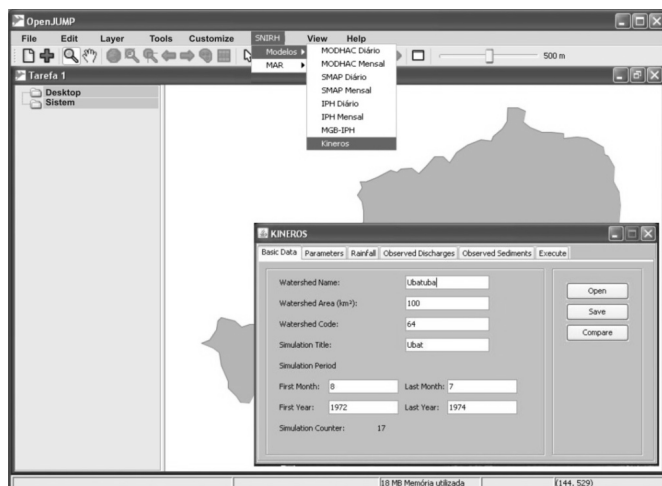 OpenJUMP
File Edit Layer Tools Customize SNIRH View Help
Modelos MODHAC Diário
MAR MODHAC Mensal
SMAP Diário
SMAP Mensal
IPH Diário
IPH Mensal
MGB-IPH
Kineros
500 m
Tarefa 1
Desktop
Sistem
KINEROS
Basic Data Parameters Rainfall Observed Discharges Observed Sediments Execute
Watershed Name: Ubatuba
Watershed Area (km²): 100
Watershed Code: 64
Simulation Title: Ubat
Simulation Period
First Month: 8 Last Month: 7
First Year: 1972 Last Year: 1974
Simulation Counter: 17
Open
Save
Compare
18 MB Memória utilizada (144, 529)